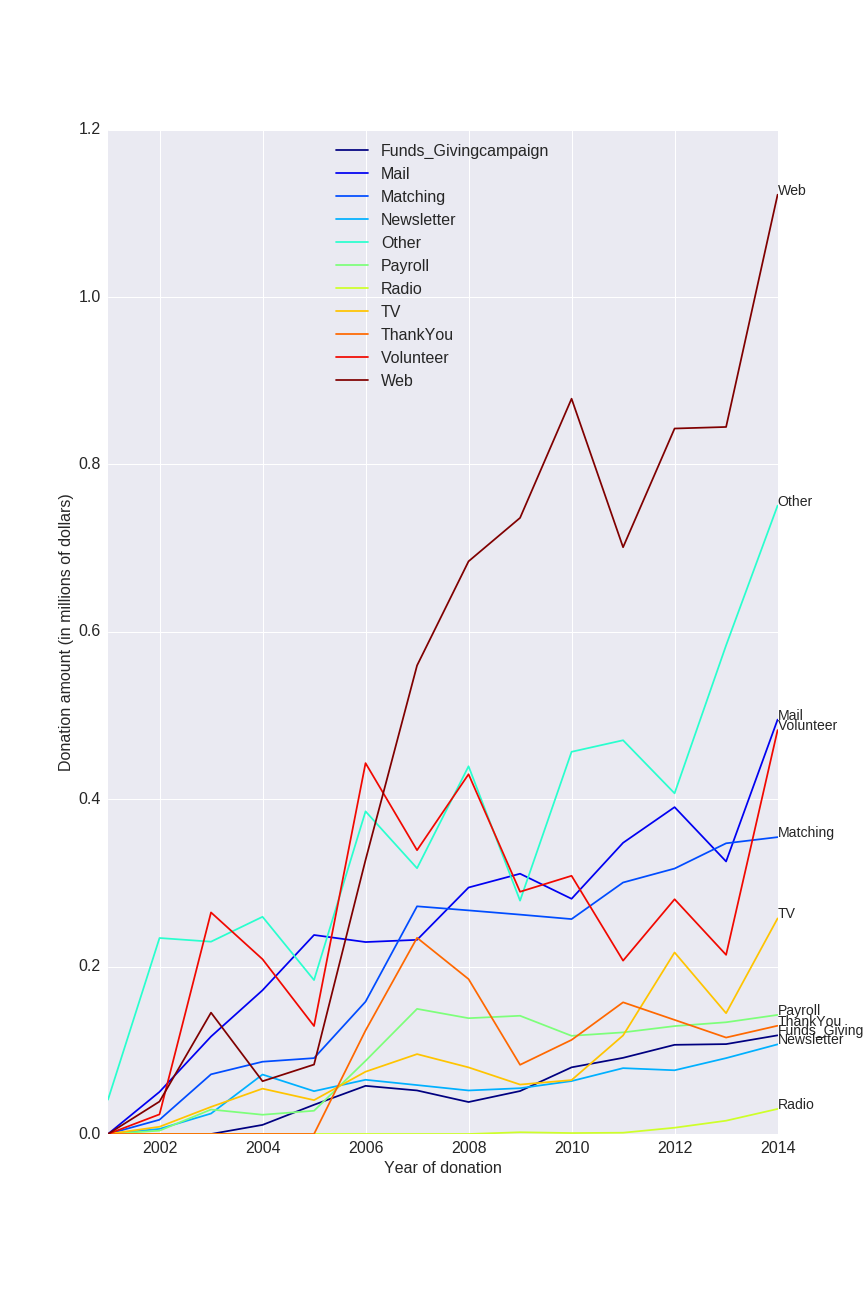 1.2
1.0
0.8
0.6
0.4
0.2
0.0
Donation amount (in millions of dollars)
Funds_Givingcampaign
Mail
Matching
Newsletter
Other
Payroll
Radio
TV
ThankYou
Volunteer
Web
Web
Other
Mail
Volunteer
Matching
TV
Payroll
ThankYou
Funds_Giving
Newsletter
Radio
2002 2004 2006 2008 2010 2012 2014
Year of donation